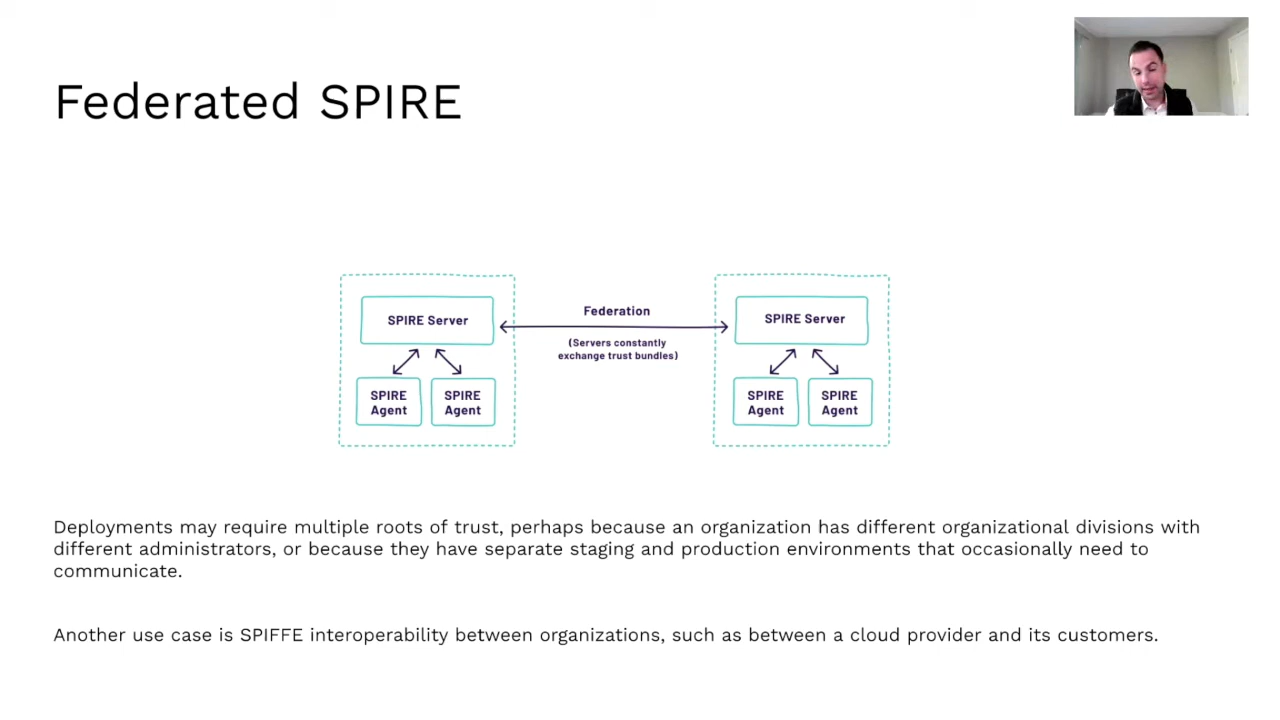 Federated SPIRE
SPIRE Server
SPIRE
Agent
SPIRE
Agent
Federation
(Servers constantly
exchange trust bundles)
SPIRE Server
SPIRE
Agent
SPIRE
Agent
Deployments may require multiple roots of trust, perhaps because an organization has different organizational divisions with
different administrators, or because they have separate staging and production environments that occasionally need to
communicate.
Another use case is SPIFFE interoperability between organizations, such as between a cloud provider and its customers.